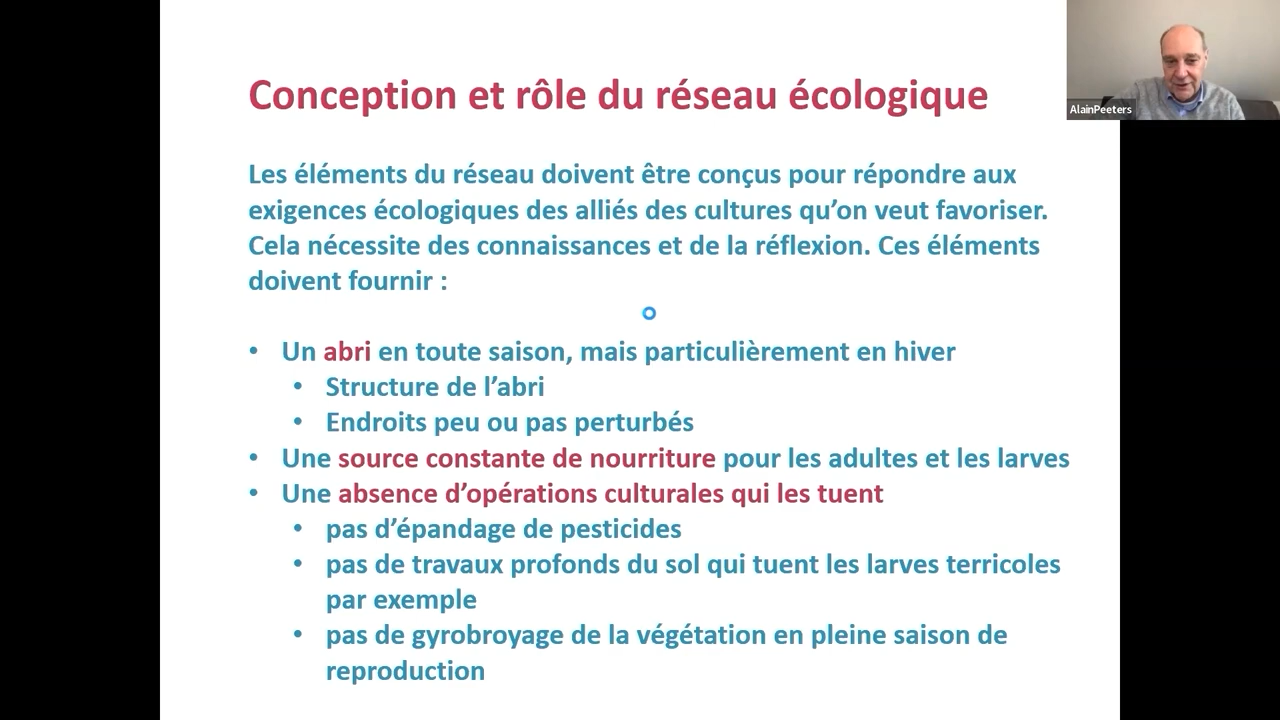 Conception et rôle du réseau écologique
AlainPeeters
Les éléments du réseau doivent être conçus pour répondre aux
exigences écologiques des alliés des cultures qu’on veut favoriser.
Cela nécessite des connaissances et de la réflexion. Ces éléments
doivent fournir :
• Un abri en toute saison, mais particulièrement en hiver
• Structure de l’abri
• Endroits peu ou pas perturbés
• Une source constante de nourriture pour les adultes et les larves
• Une absence d’opérations culturales qui les tuent
• pas d’épandage de pesticides
• pas de travaux profonds du sol qui tuent les larves terricoles
par exemple
• pas de gyrobroyage de la végétation en pleine saison de
reproduction